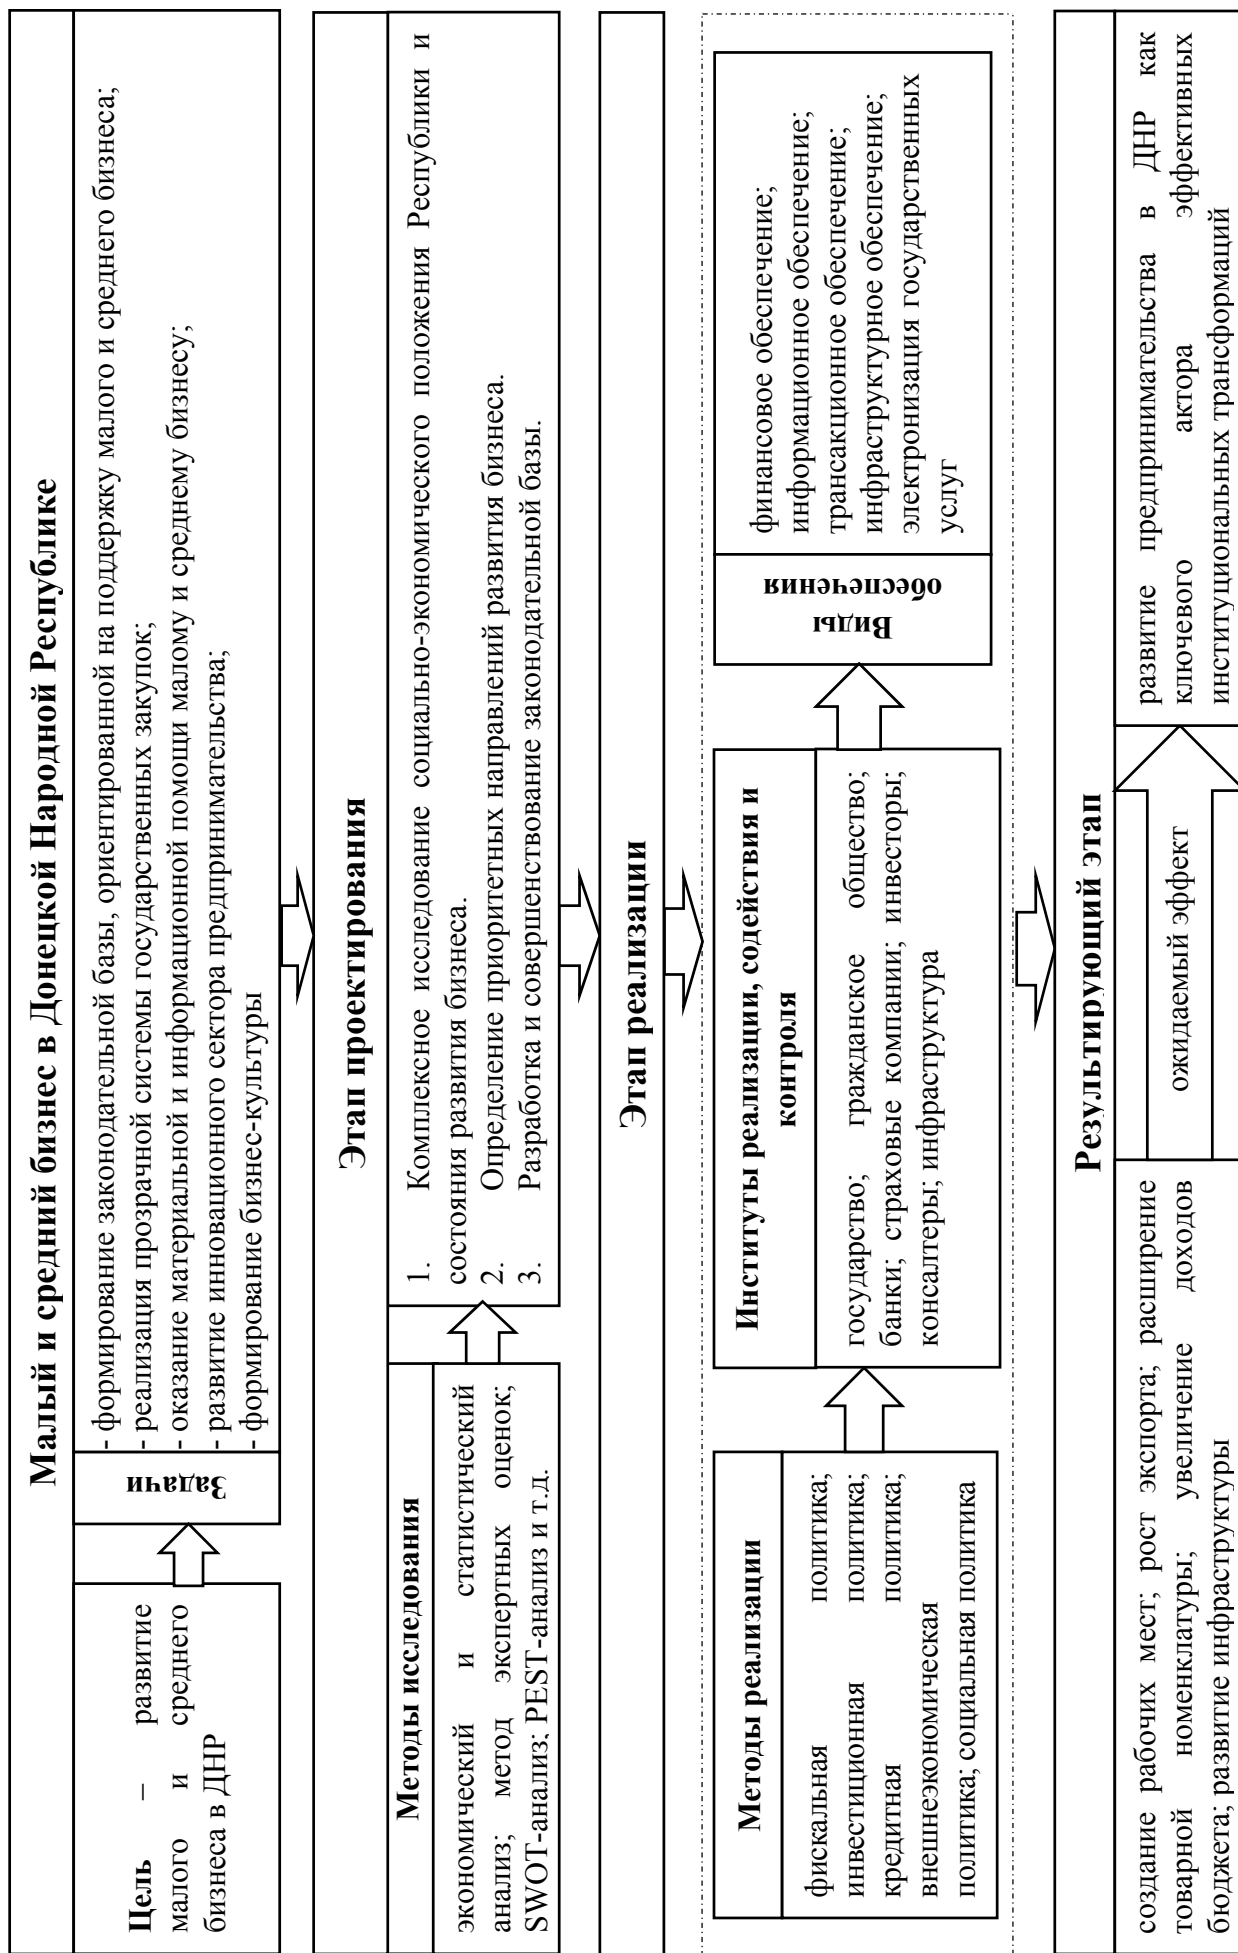 Малый и средний бизнес в Донецкой Народной Республике
Цель – развитие
малого и среднего
бизнеса в ДНР
Задачи
- формирование законодательной базы, ориентированной на поддержку малого и среднего бизнеса;
- реализация прозрачной системы государственных закупок;
- оказание материальной и информационной помощи малому и среднему бизнесу;
- развитие инновационного сектора предпринимательства;
- формирование бизнес-культуры
Этап проектирования
Методы исследования
экономический и статистический
анализ; метод экспертных оценок;
SWOT-анализ; PEST-анализ и т.д.
1. Комплексное исследование социально-экономического положения Республики и
состояния развития бизнеса.
2. Определение приоритетных направлений развития бизнеса.
3. Разработка и совершенствование законодательной базы.
Этап реализации
Методы реализации
фискальная политика;
инвестиционная политика;
кредитная политика;
внешнеэкономическая
политика; социальная политика
Институты реализации, содействия и
контроля
государство; гражданское общество;
банки; страховые компании; инвесторы;
консалтеры; инфраструктура
Виды
обеспечения
финансовое обеспечение;
информационное обеспечение;
трансакционное обеспечение;
инфраструктурное обеспечение;
электронизация государственных
услуг
Результирующий этап
создание рабочих мест; рост экспорта; расширение
товарной номенклатуры; увеличение доходов
бюджета; развитие инфраструктуры
ожидаемый эффект
развитие предпринимательства в ДНР как
ключевого актора эффективных
институциональных трансформаций